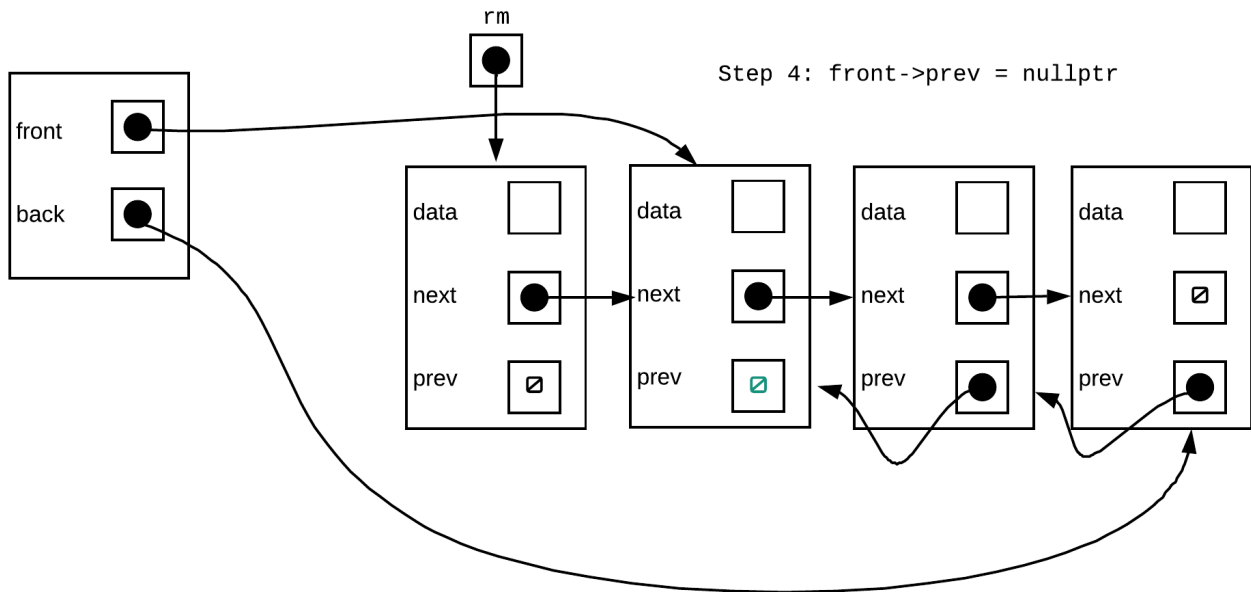 rm
Step 4: front->prev = nullptr
front
back
data
next
prev
data
next
prev
data
next
prev
data
next
prev